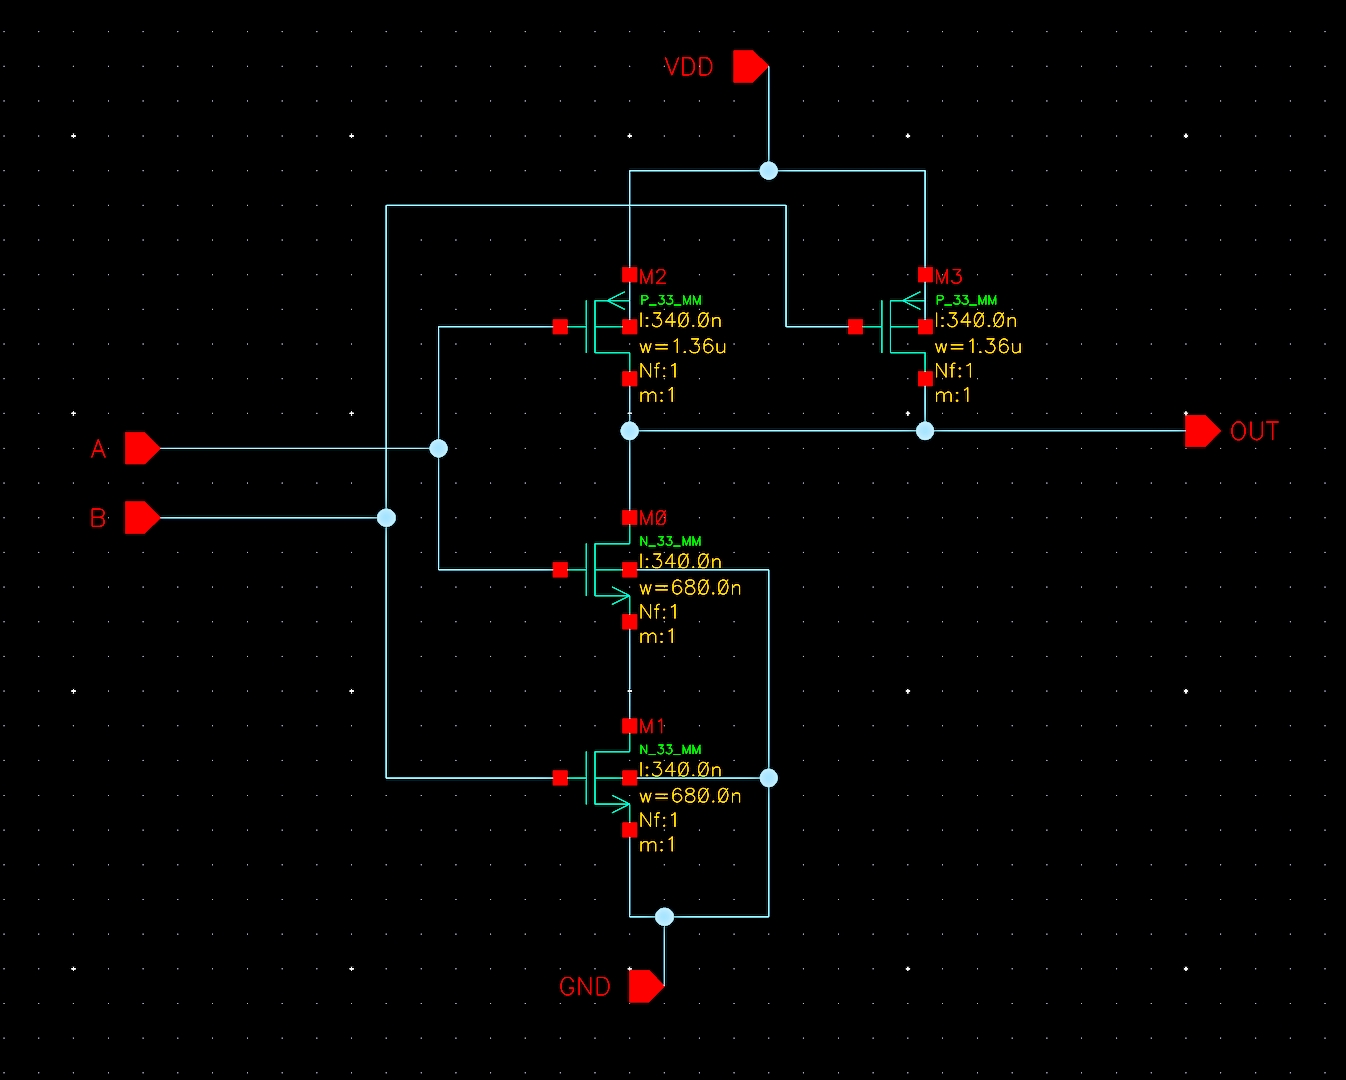 VDD
M2
P_33_MM
l:340.0n
w=1.36u
Nf:1
m:1
M3
P_33_MM
l:340.0n
w=1.36u
Nf:1
m:1
A
OUT
B
M0
N_33_MM
l:340.0n
w=680.0n
Nf:1
m:1
M1
N_33_MM
l:340.0n
w=680.0n
Nf:1
m:1
GND